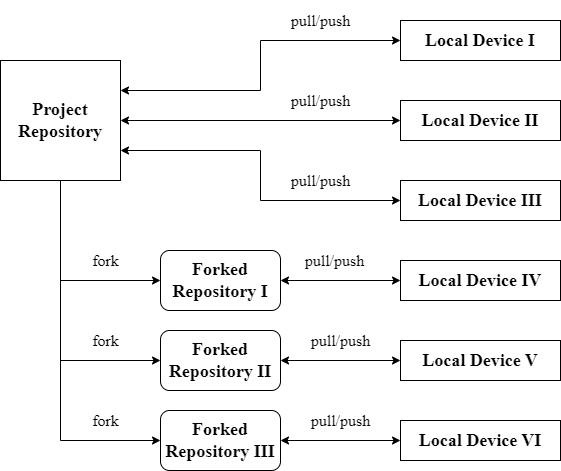 pull/push
Local Device I
Project
Repository
pull/push
Local Device II
pull/push
Local Device III
fork
Forked
Repository I
pull/push
Local Device IV
fork
Forked
Repository II
pull/push
Local Device V
fork
Forked
Repository III
pull/push
Local Device VI